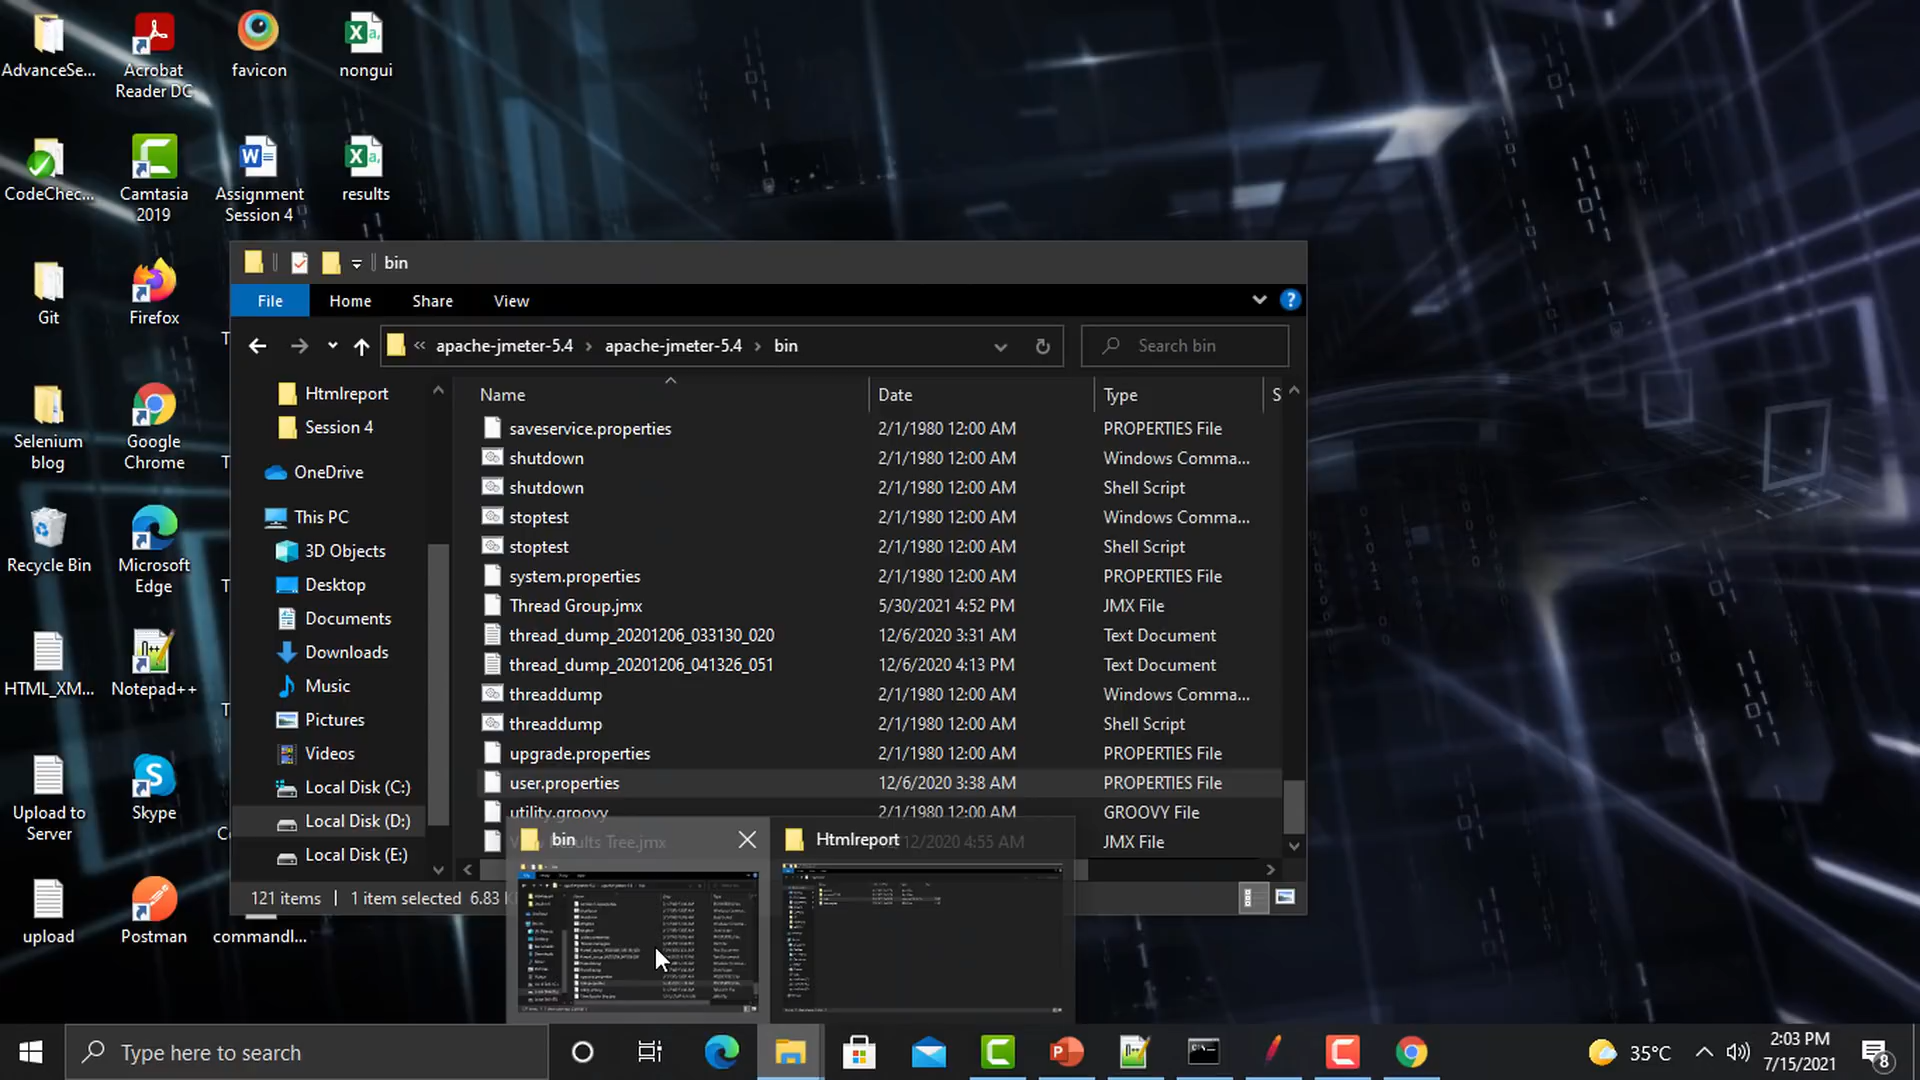 AdvanceSe...
Acrobat
Reader DC
favicon
nongui
CodeChec...
Camtasia
2019
Assignment
Session 4
results
Git
Firefox
Selenium
blog
Google
Chrome
Recycle Bin
Microsoft
Edge
HTML_XM...
Notepad++
Upload to
Server
Skype
upload
Postman
commandl...
bin
File
Home
Share
View
« apache-jmeter-5.4 › apache-jmeter-5.4 › bin
Search bin
Htmlreport
Session 4
OneDrive
This PC
3D Objects
Desktop
Documents
Downloads
Music
Pictures
Videos
Local Disk (C:)
Local Disk (D:)
Local Disk (E:)
Name Date Type S
saveservice.properties 2/1/1980 12:00 AM PROPERTIES File
shutdown 2/1/1980 12:00 AM Windows Comma...
shutdown 2/1/1980 12:00 AM Shell Script
stoptest 2/1/1980 12:00 AM Windows Comma...
stoptest 2/1/1980 12:00 AM Shell Script
system.properties 2/1/1980 12:00 AM PROPERTIES File
Thread Group.jmx 5/30/2021 4:52 PM JMX File
thread_dump_20201206_033130_020 12/6/2020 3:31 AM Text Document
thread_dump_20201206_041326_051 12/6/2020 4:13 PM Text Document
threaddump 2/1/1980 12:00 AM Windows Comma...
threaddump 2/1/1980 12:00 AM Shell Script
upgrade.properties 2/1/1980 12:00 AM PROPERTIES File
user.properties 12/6/2020 3:38 AM PROPERTIES File
utility.groovy 2/1/1980 12:00 AM GROOVY File
Results Tree.jmx 12/2020 4:55 AM JMX File
121 items 1 item selected 6.83
bin
Htmlreport
Type here to search
35°C
2:03 PM
7/15/2021
8